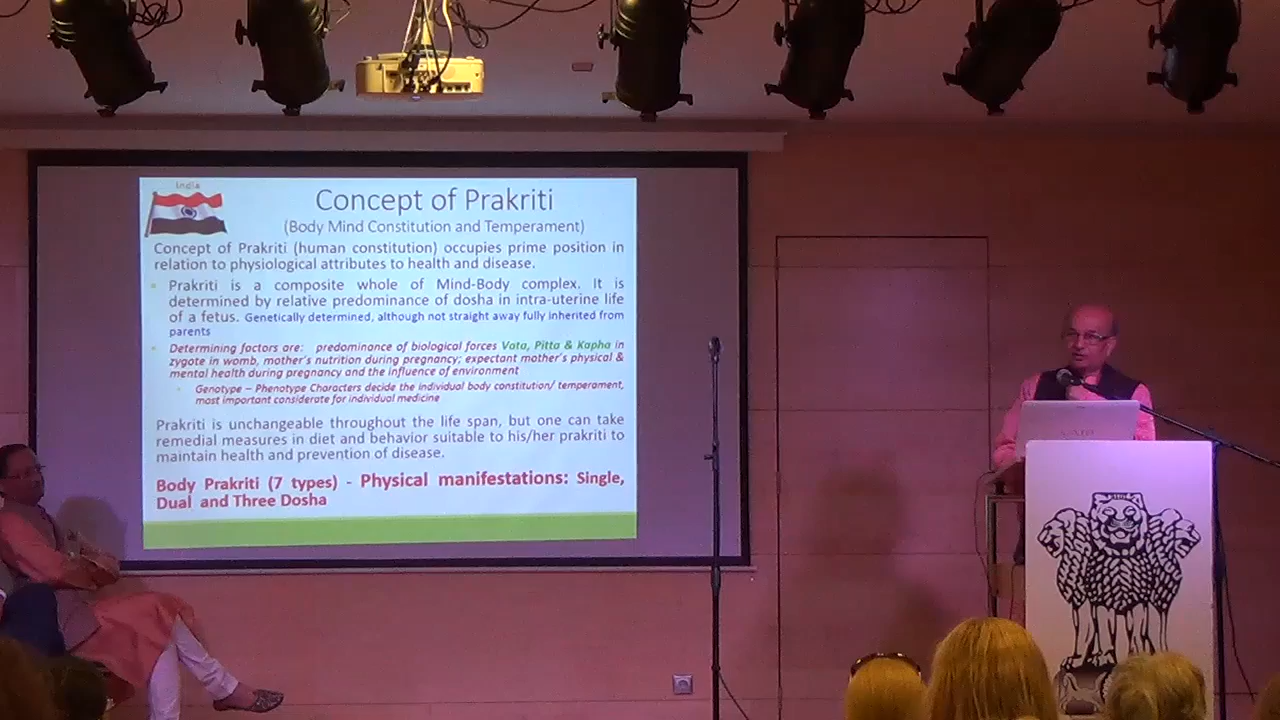 India
Concept of Prakriti
(Body Mind Constitution and Temperament)
Concept of Prakriti (human constitution) occupies prime position in
relation to physiological attributes to health and disease.
Prakriti is a composite whole of Mind-Body complex. It is
determined by relative predominance of dosha in intra-uterine life
of a fetus. Genetically determined, although not straight away fully inherited from
parents
Determining factors are: predominance of biological forces Vata, Pitta & Kapha in
zygote in womb, mother's nutrition during pregnancy; expectant mother's physical &
mental health during pregnancy and the influence of environment
Genotype – Phenotype Characters decide the individual body constitution/ temperament,
most important considerate for individual medicine
Prakriti is unchangeable throughout the life span, but one can take
remedial measures in diet and behavior suitable to his/her prakriti to
maintain health and prevention of disease.
Body Prakriti (7 types) - Physical manifestations: Single,
Dual and Three Dosha